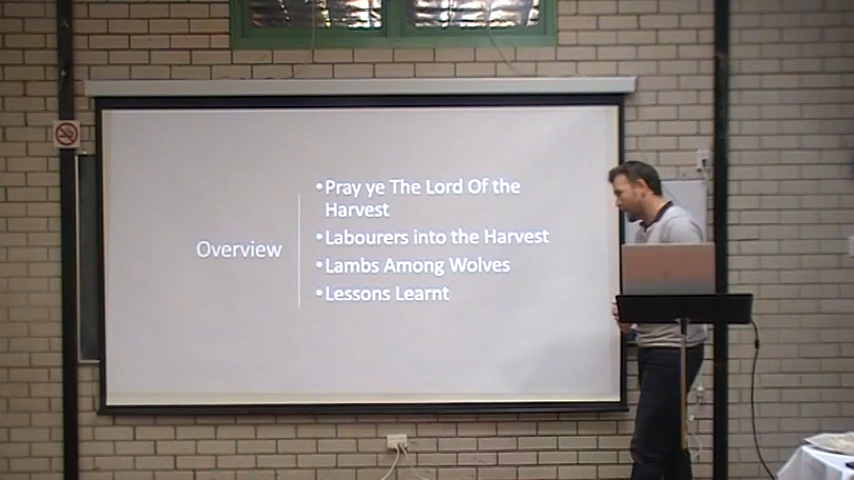 Overview
•Pray ye The Lord Of the
Harvest
•Labourers into the Harvest
•Lambs Among Wolves
•Lessons Learnt